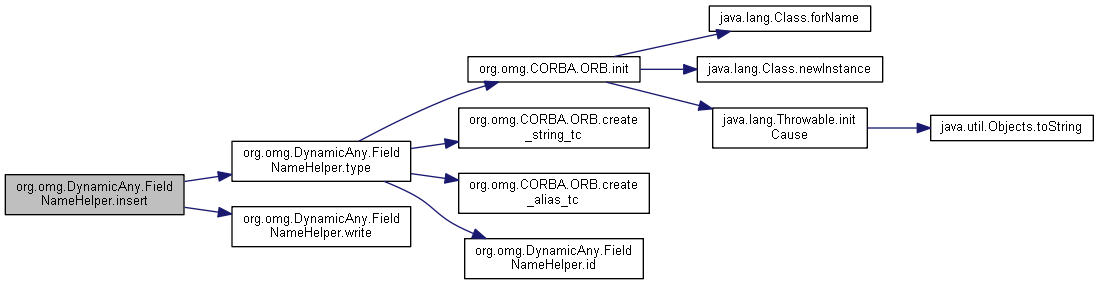 org.omg.DynamicAny.Field
NameHelper.insert
org.omg.DynamicAny.Field
NameHelper.type
org.omg.DynamicAny.Field
NameHelper.write
org.omg.CORBA.ORB.init
org.omg.CORBA.ORB.create
_string_tc
org.omg.CORBA.ORB.create
_alias_tc
org.omg.DynamicAny.Field
NameHelper.id
java.lang.Class.forName
java.lang.Class.newInstance
java.lang.Throwable.init
Cause
java.util.Objects.toString